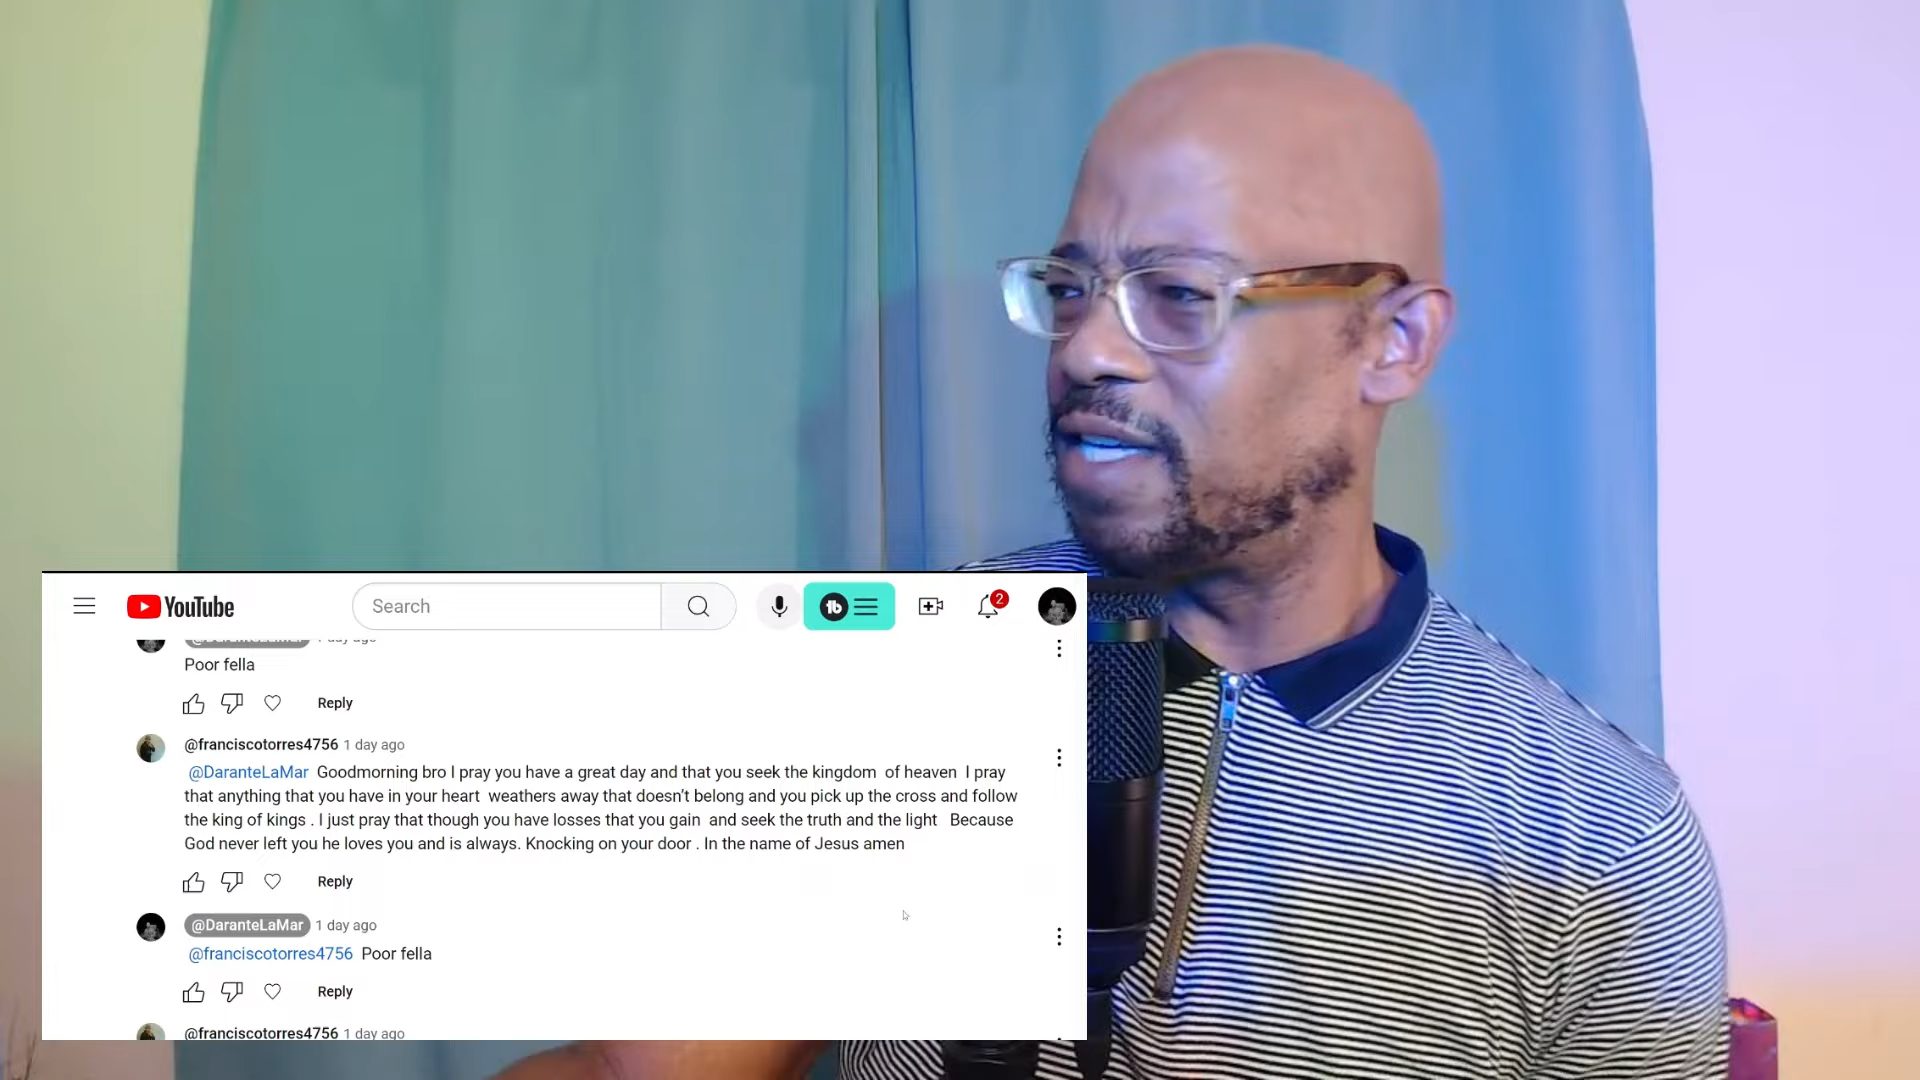 YouTube
Search
2
@DaranteLaMar 1 day ago
Poor fella
Reply
@franciscotorres4756 1 day ago
@DaranteLaMar Goodmorning bro I pray you have a great day and that you seek the kingdom of heaven I pray
that anything that you have in your heart weathers away that doesn't belong and you pick up the cross and follow
the king of kings . I just pray that though you have losses that you gain and seek the truth and the light Because
God never left you he loves you and is always. Knocking on your door . In the name of Jesus amen
Reply
@DaranteLaMar 1 day ago
@franciscotorres4756 Poor fella
Reply
@franciscotorres4756 1 day ago